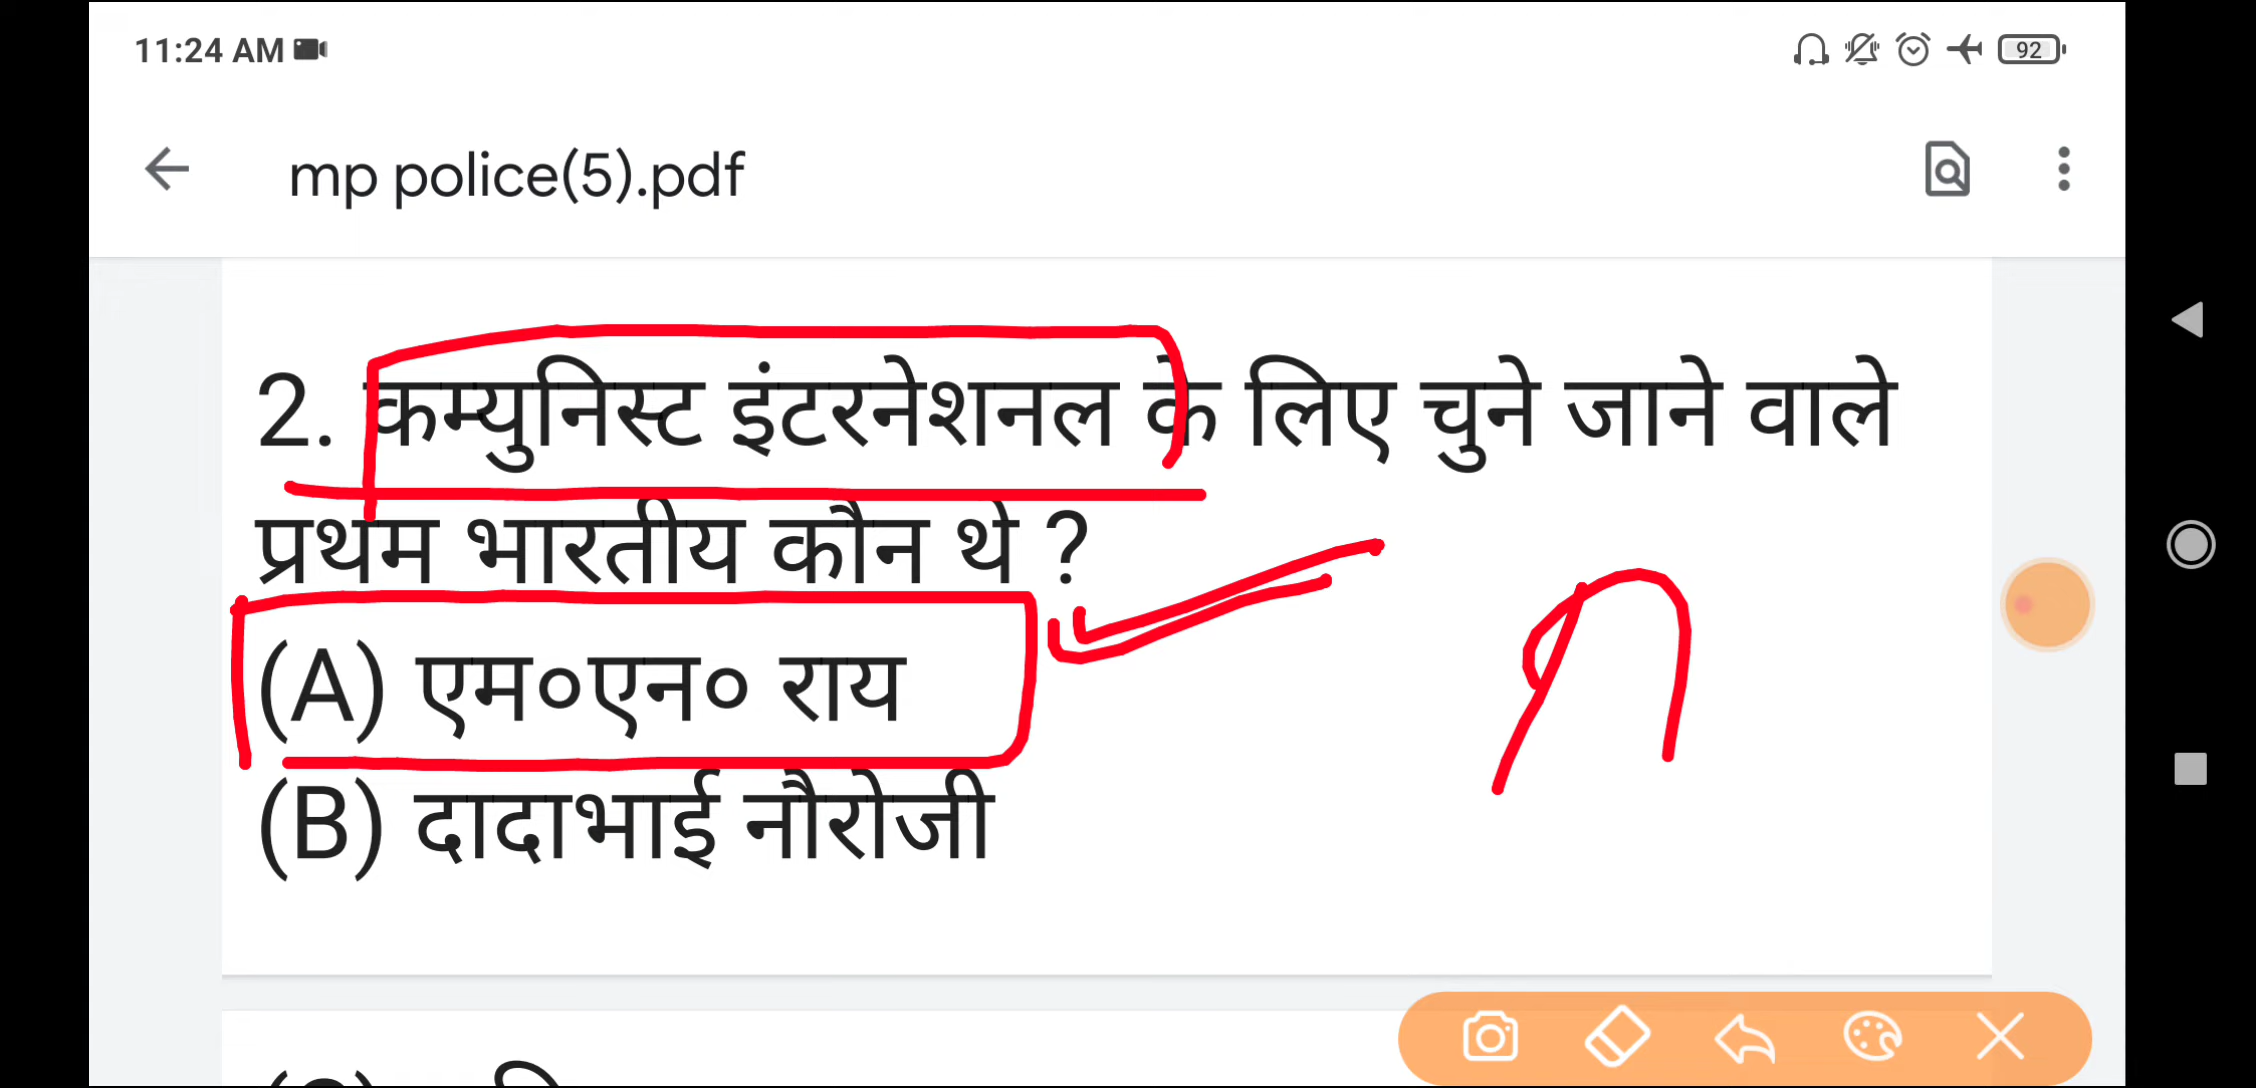 11:24 AM
92
mp police(5).pdf
2. कम्युनिस्ट इंटरनेशनल के लिए चुने जाने वाले
प्रथम भारतीय कौन थे ?
(A) एम०एन० राय
(B) दादाभाई नौरोजी